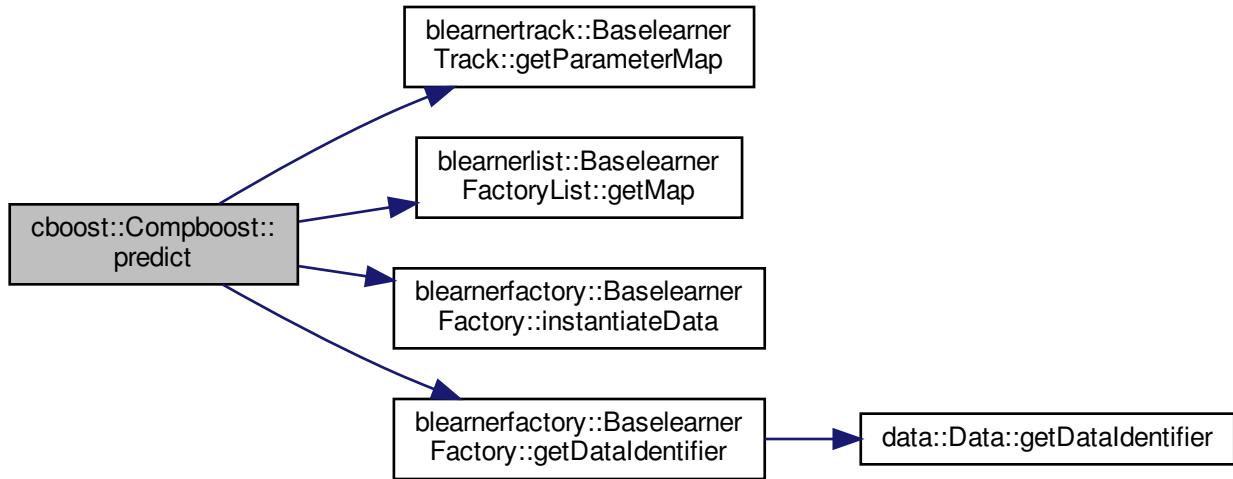 blearnertrack::Baselearner
Track::getParameterMap
blearnerlist::Baselearner
FactoryList::getMap
cboost::Compboost::
predict
blearnerfactory::Baselearner
Factory::instantiateData
blearnerfactory::Baselearner
Factory::getDataIdentifier
data::Data::getDataIdentifier